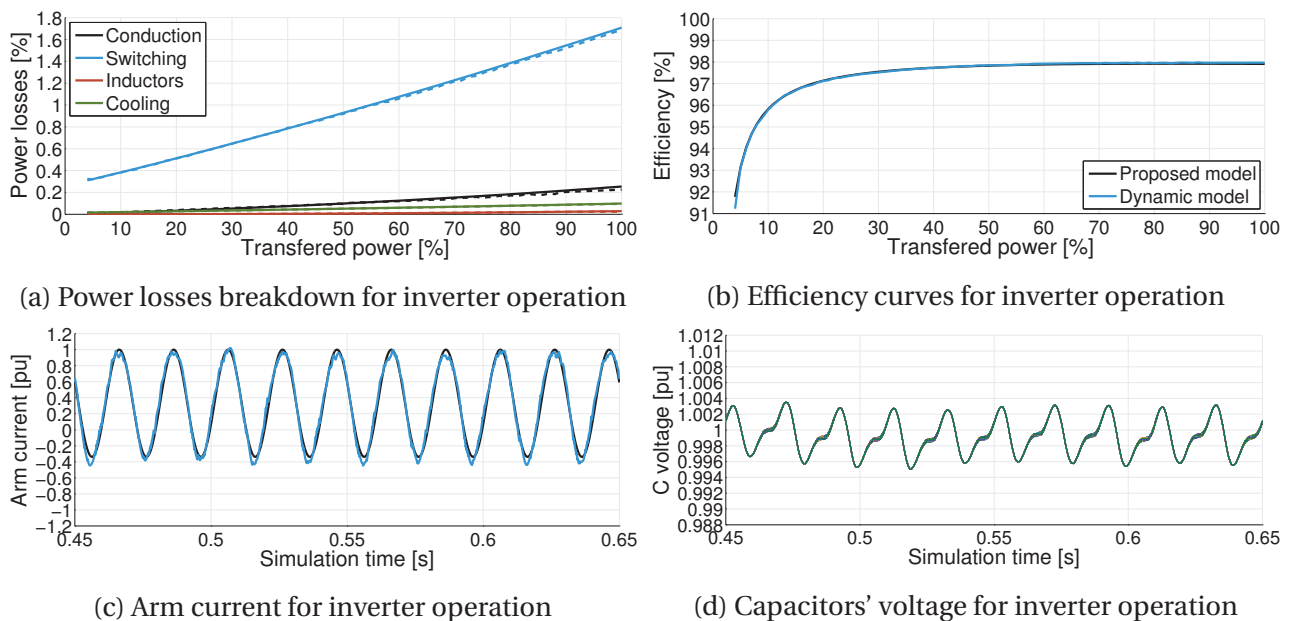 1.8
1.6
1.4
1.2
1
0.8
0.6
0.4
0.2
0
Power losses [%]
Conduction
Switching
Inductors
Cooling
0 10 20 30 40 50 60 70 80 90 100
Transfered power [%]
(a) Power losses breakdown for inverter operation
100
99
98
97
96
95
94
93
92
91
Efficiency [%]
Proposed model
Dynamic model
0 10 20 30 40 50 60 70 80 90 100
Transfered power [%]
(b) Efficiency curves for inverter operation
1.2
1
0.8
0.6
0.4
0.2
0
−0.2
−0.4
−0.6
−0.8
−1
−1.2
Arm current [pu]
0.45 0.5 0.55 0.6 0.65
Simulation time [s]
(c) Arm current for inverter operation
1.012
1.01
1.008
1.006
1.004
1.002
1
0.998
0.996
0.994
0.992
0.99
0.988
C voltage [pu]
0.45 0.5 0.55 0.6 0.65
Simulation time [s]
(d) Capacitors’ voltage for inverter operation